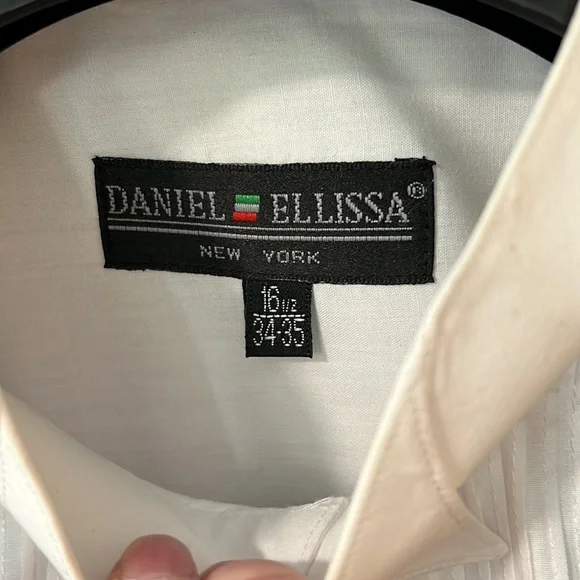 DANIEL ELLISSA®
NEW YORK
16 1/2
34-35